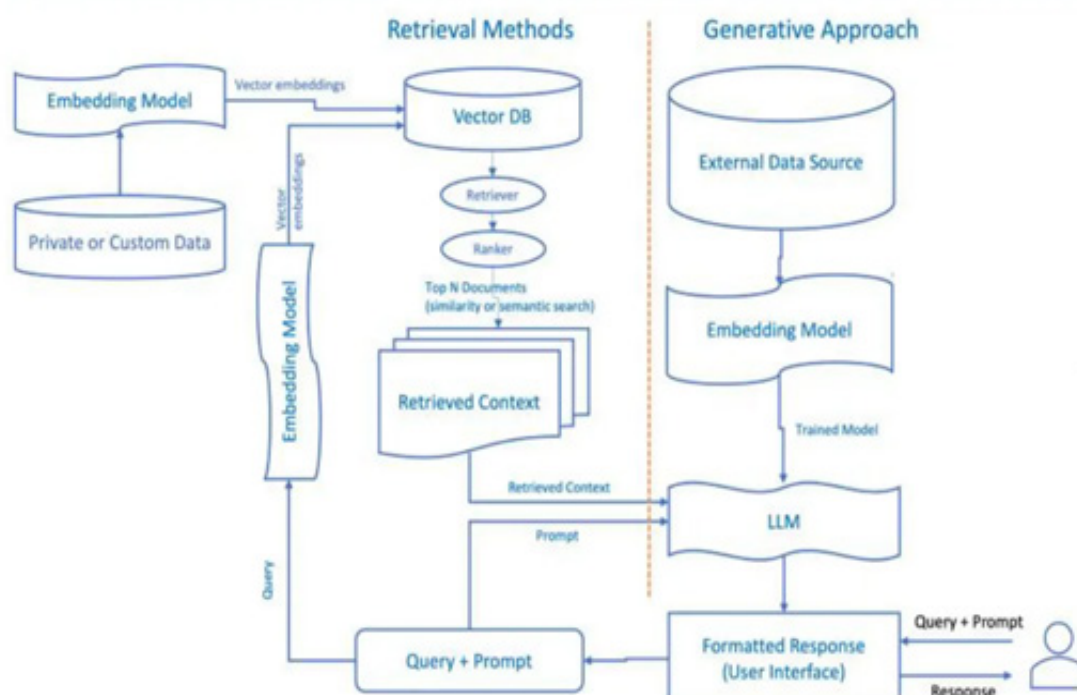 Retrieval Methods
Generative Approach
Embedding Model
Vector embeddings
Vector DB
External Data Source
Private or Custom Data
Vector
embeddings
Retriever
Ranker
Top N Documents
(similarity or semantic search)
Embedding Model
Embedding Model
Retrieved Context
Trained Model
Retrieved Context
LLM
Prompt
Query
Query + Prompt
Formatted Response
(User Interface)
Query + Prompt
Response